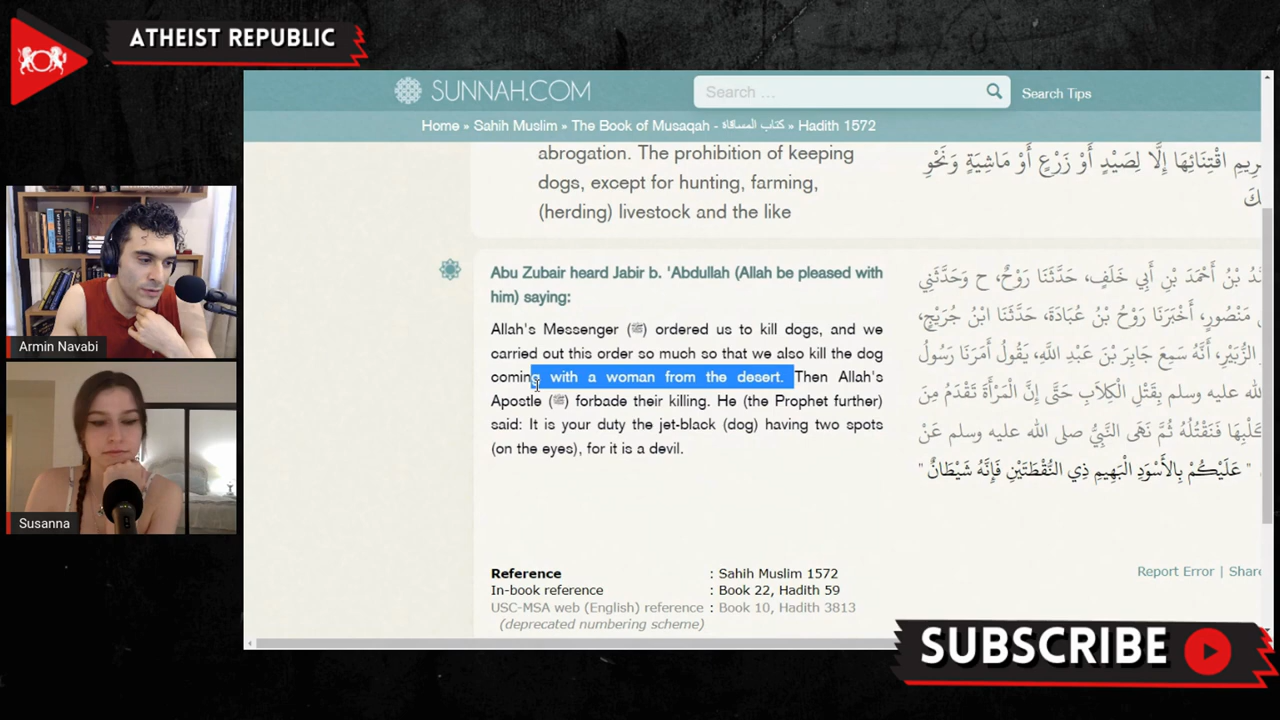 ATHEIST REPUBLIC
SUNNAH.COM
Search ...
Search Tips
Home » Sahih Muslim » The Book of Musaqah - كتاب المساقاة » Hadith 1572
abrogation. The prohibition of keeping
dogs, except for hunting, farming,
(herding) livestock and the like
اقْتِنَائِهَا إِلَّا لِصَيْدٍ أَوْ زَرْعٍ أَوْ مَاشِيَةٍ وَنَحْوِ
Abu Zubair heard Jabir b. 'Abdullah (Allah be pleased with
him) saying:
Allah's Messenger (ﷺ) ordered us to kill dogs, and we
carried out this order so much so that we also kill the dog
coming with a woman from the desert. Then Allah's
Apostle (ﷺ) forbade their killing. He (the Prophet further)
said: It is your duty the jet-black (dog) having two spots
(on the eyes), for it is a devil.
بْنُ أَحْمَدَ بْنِ أَبِي خَلَفٍ، حَدَّثَنَا رَوْحٌ، ح وَحَدَّثَنِي
مَنْصُورٍ، أَخْبَرَنَا رَوْحُ بْنُ عُبَادَةَ، حَدَّثَنَا ابْنُ جُرَيْجٍ،
الزُّبَيْرِ، أَنَّهُ سَمِعَ جَابِرَ بْنَ عَبْدِ اللَّهِ، يَقُولُ أَمَرَنَا رَسُولُ
الله عليه وسلم بِقَتْلِ الْكِلاَبِ حَتَّى إِنَّ الْمَرْأَةَ تَقْدَمُ مِنَ
فَنَقْتُلُهُ ثُمَّ نَهَى النَّبِيُّ صلى الله عليه وسلم عَنْ
" عَلَيْكُمْ بِالأَسْوَدِ الْبَهِيمِ ذِي النُّقْطَتَيْنِ فَإِنَّهُ شَيْطَانٌ "
Reference : Sahih Muslim 1572
In-book reference : Book 22, Hadith 59
USC-MSA web (English) reference : Book 10, Hadith 3813
(deprecated numbering scheme)
Report Error | Share
Armin Navabi
Susanna
SUBSCRIBE